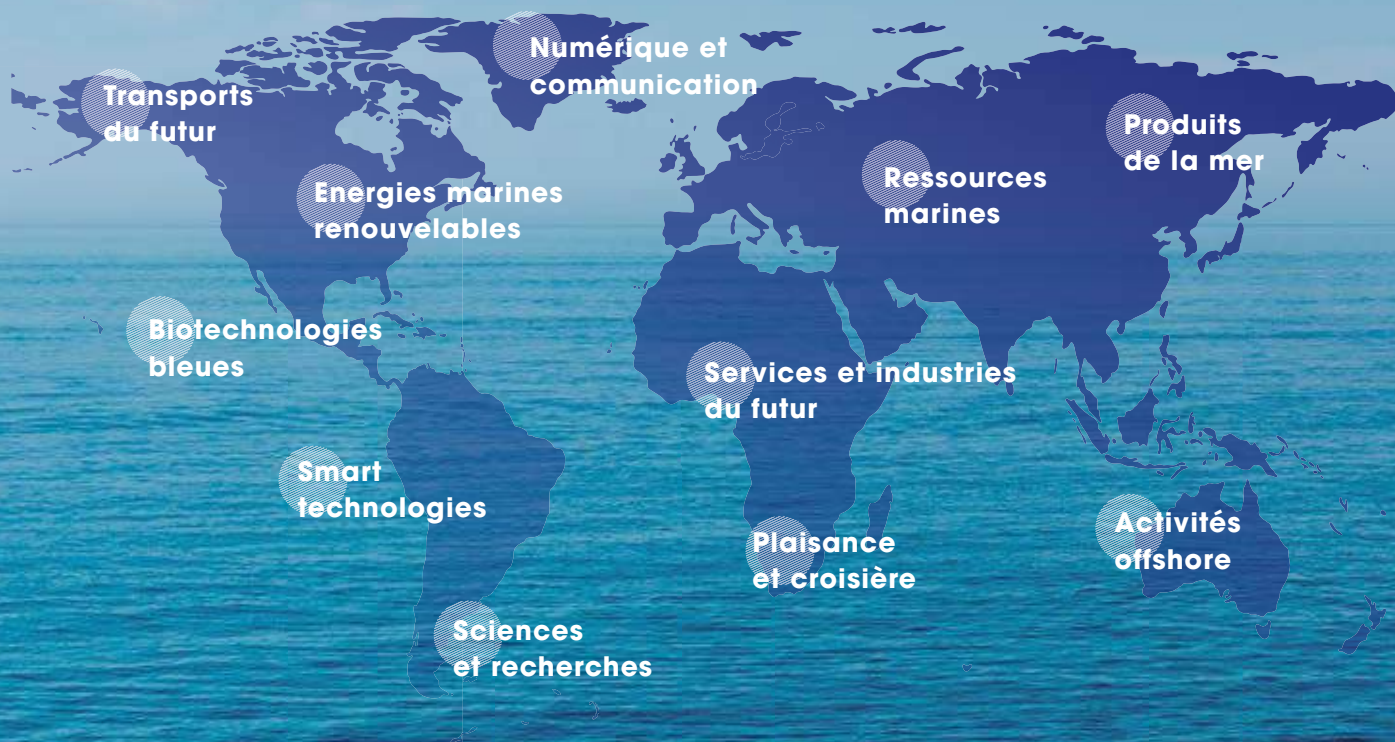 Numérique et
communication
Transports
du futur
Produits
de la mer
Energies marines
renouvelables
Ressources
marines
Biotechnologies
bleues
Services et industries
du futur
Smart
technologies
Activités
offshore
Plaisance
et croisière
Sciences
et recherches